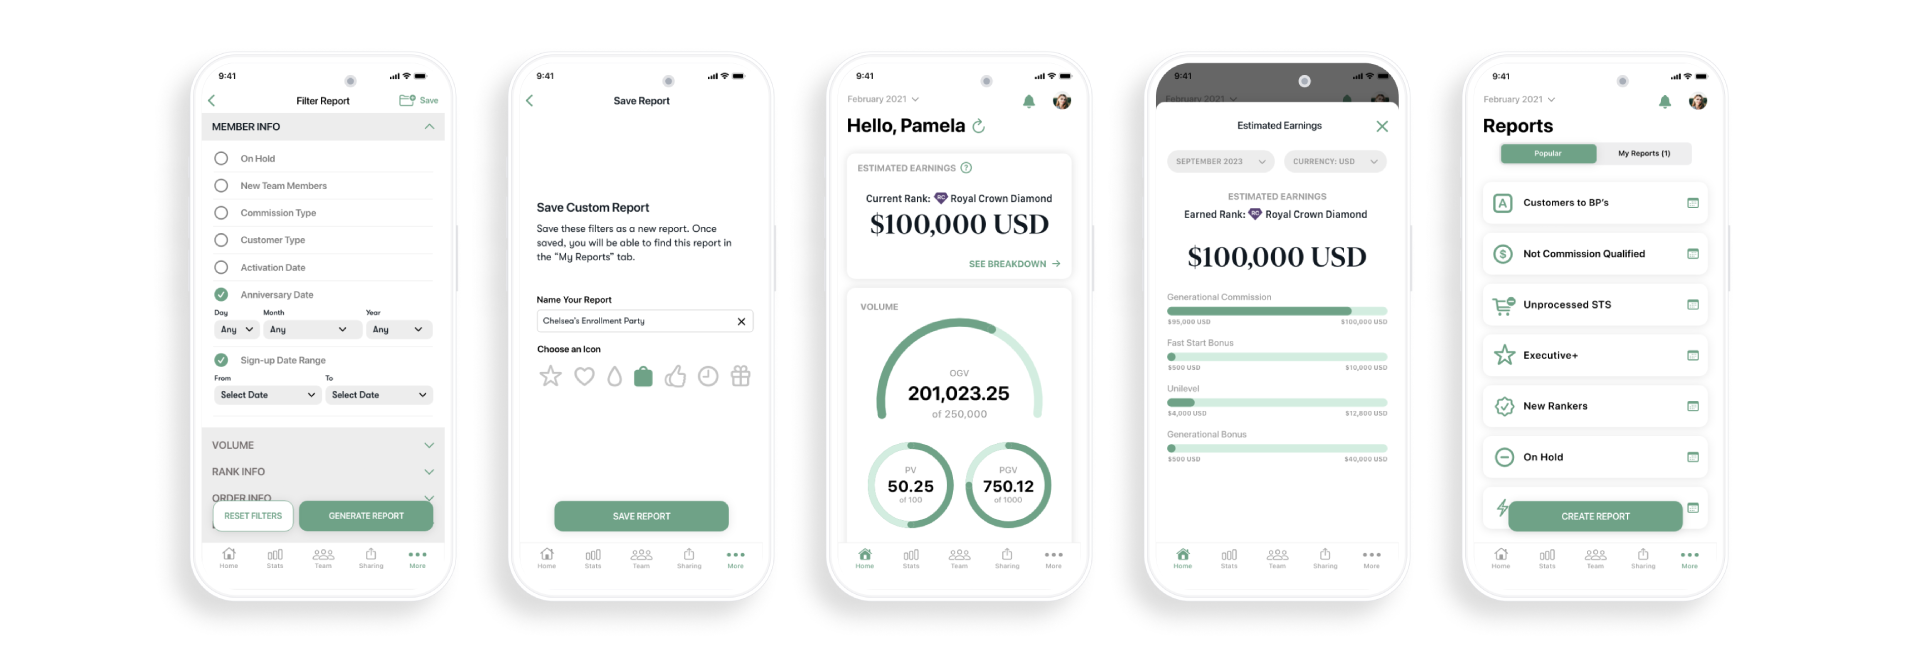 9:41
Filter Report
Save
MEMBER INFO
On Hold
New Team Members
Commission Type
Customer Type
Activation Date
Anniversary Date
Day Month Year
Any Any Any
Sign-up Date Range
From To
Select Date Select Date
VOLUME
RANK INFO
ORDER INFO
RESET FILTERS GENERATE REPORT
Home Stats Team Sharing More
9:41
Save Report
Save Custom Report
Save these filters as a new report. Once
saved, you will be able to find this report in
the "My Reports" tab.
Name Your Report
Chelsea's Enrollment Party
Choose an Icon
SAVE REPORT
Home Stats Team Sharing More
9:41
February 2021
Hello, Pamela
ESTIMATED EARNINGS ?
Current Rank: RC Royal Crown Diamond
$100,000 USD
SEE BREAKDOWN
VOLUME
OGV
201,023.25
of 250,000
PV
50.25
of 100
PGV
750.12
of 1000
Home Stats Team Sharing More
9:41
February 2021
Estimated Earnings
SEPTEMBER 2023 CURRENCY: USD
ESTIMATED EARNINGS
Earned Rank: RC Royal Crown Diamond
$100,000 USD
Generational Commission
$95,000 USD $100,000 USD
Fast Start Bonus
$500 USD $10,000 USD
Unilevel
$4,000 USD $12,800 USD
Generational Bonus
$500 USD $40,000 USD
Home Stats Team Sharing More
9:41
February 2021
Reports
Popular My Reports (1)
A Customers to BP's
$ Not Commission Qualified
Unprocessed STS
Executive+
New Rankers
On Hold
CREATE REPORT
Home Stats Team Sharing More